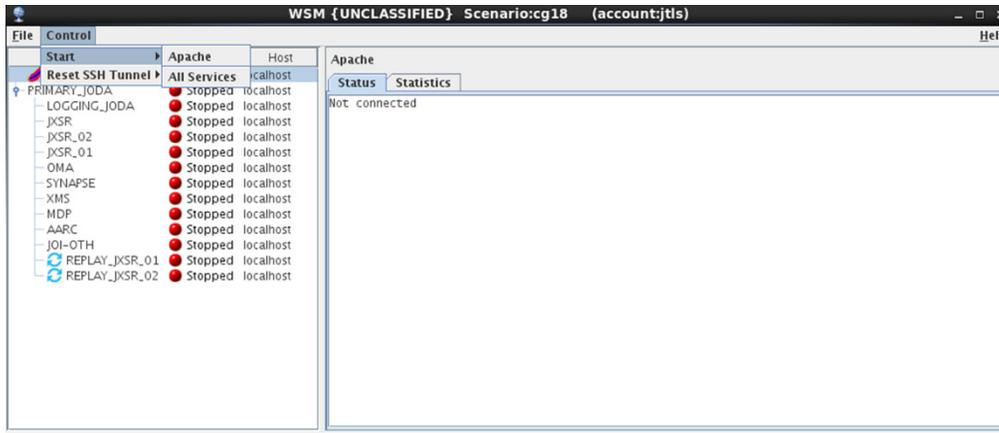 WSM {UNCLASSIFIED} Scenario:cg18 (account:jtls)
File Control Hel
Start Apache Host
Reset SSH Tunnel All Services ocalhost
PRIMARY_JODA Stopped localhost
LOGGING_JODA Stopped localhost
JXSR Stopped localhost
JXSR_02 Stopped localhost
JXSR_01 Stopped localhost
OMA Stopped localhost
SYNAPSE Stopped localhost
XMS Stopped localhost
MDP Stopped localhost
AARC Stopped localhost
JOI-OTH Stopped localhost
REPLAY_JXSR_01 Stopped localhost
REPLAY_JXSR_02 Stopped localhost
Apache
Status Statistics
Not connected